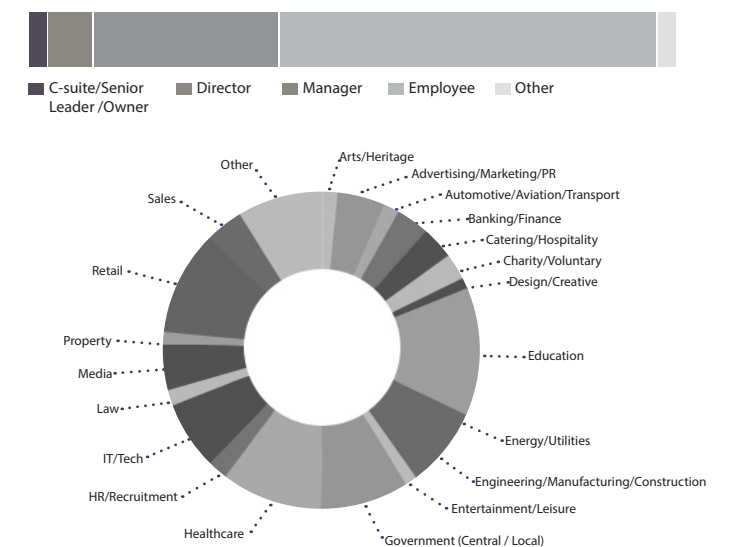 C-suite/Senior
Leader /Owner
Director
Manager
Employee
Other
Arts/Heritage
Advertising/Marketing/PR
Automotive/Aviation/Transport
Banking/Finance
Catering/Hospitality
Charity/Voluntary
Design/Creative
Education
Energy/Utilities
Engineering/Manufacturing/Construction
Entertainment/Leisure
Government (Central / Local)
Healthcare
HR/Recruitment
IT/Tech
Law
Media
Property
Retail
Sales
Other